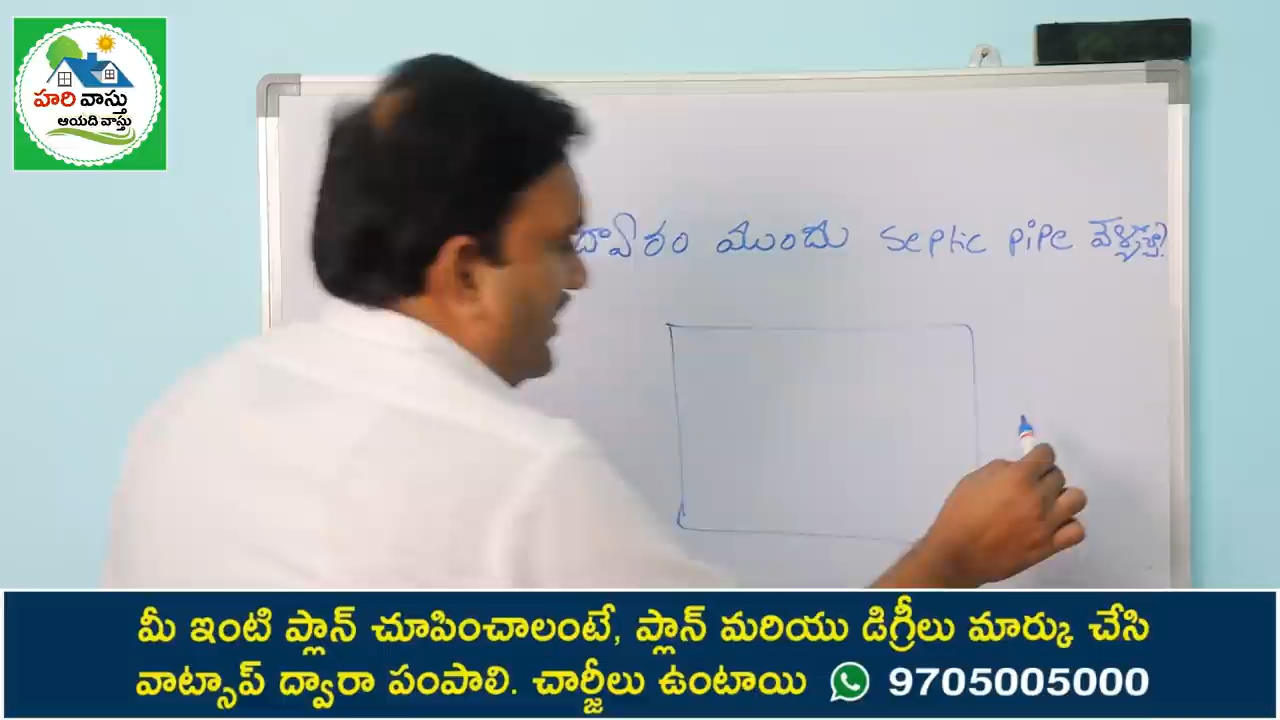 హరి వాస్తు
ఆయది వాస్తు
ద్వారం ముందు septic pipe వెళ్ళొచ్చా?
మీ ఇంటి ప్లాన్ చూపించాలంటే, ప్లాన్ మరియు డిగ్రీలు మార్కు చేసి
వాట్సాప్ ద్వారా పంపాలి. చార్జీలు ఉంటాయి 9705005000